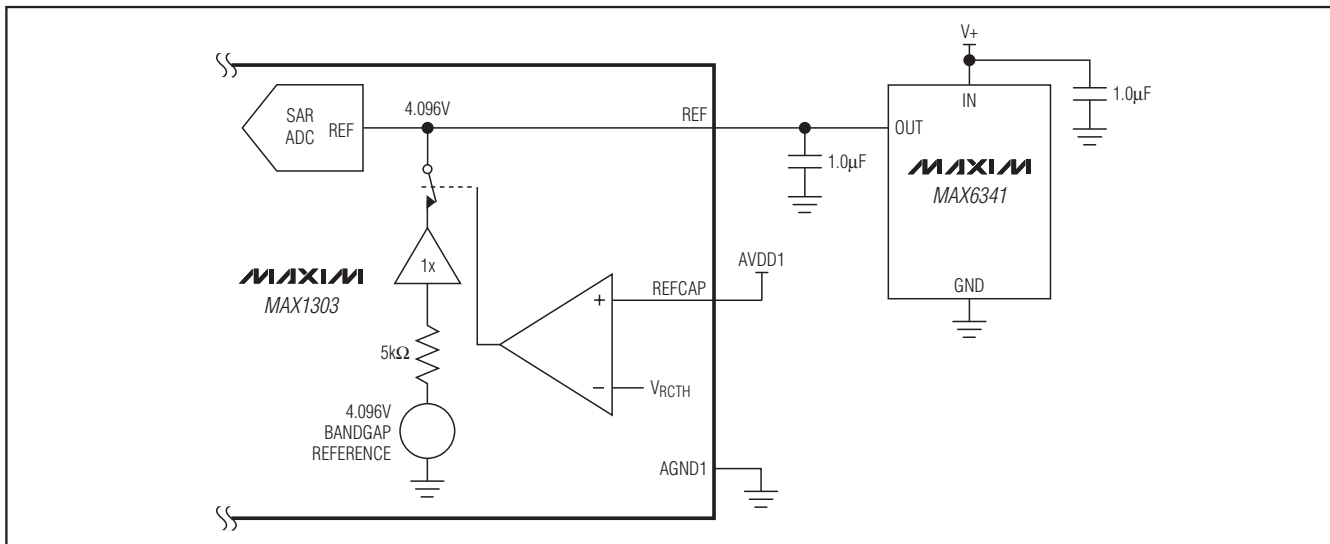 V+
1.0µF
IN
SAR
ADC
REF
4.096V
REF
OUT
1.0µF
MAXIM
MAX6341
1x
AVDD1
MAXIM
MAX1303
REFCAP
+
GND
5kΩ
−
VRCTH
4.096V
BANDGAP
REFERENCE
AGND1